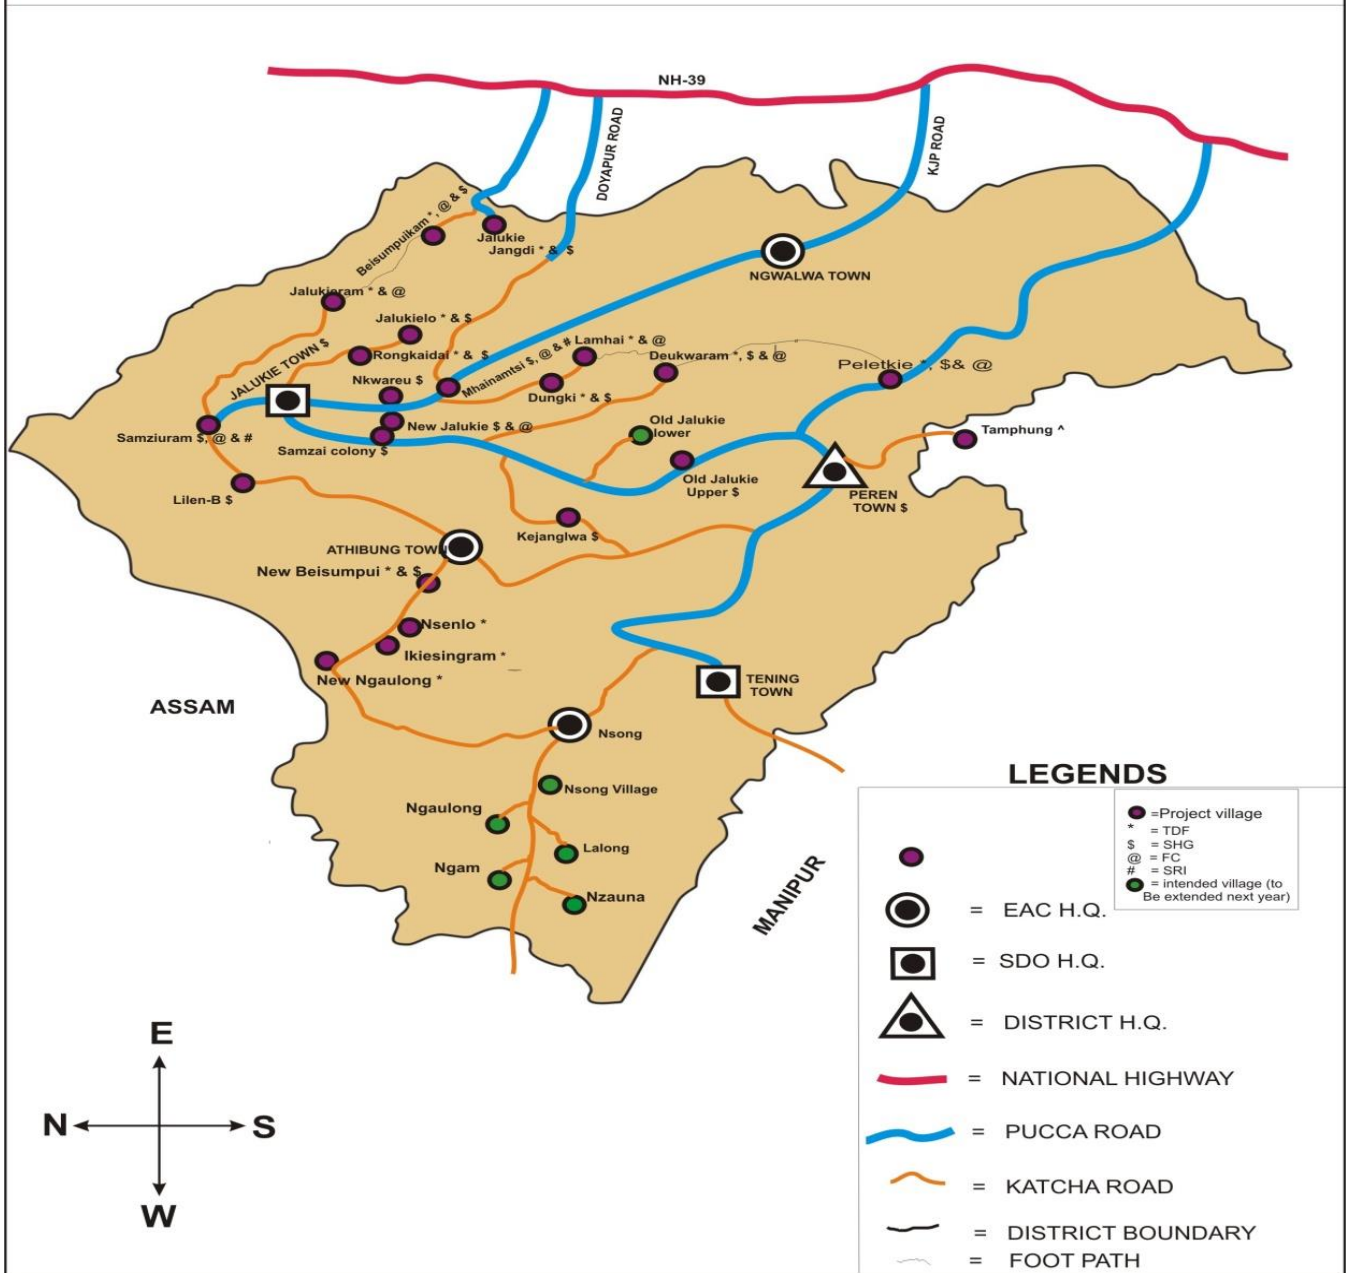 NH-39
DOYAPUR ROAD
KJP ROAD
Beisumpuikam *, @ & $
Jalukie
Jangdi * & $
NGWALWA TOWN
Jalukieram * & @
Jalukielo * & $
JALUKIE TOWN $
Rongkaidai * & $
Mhainamtsi $, @ & #
Lamhai * & @
Deukwaram *, $ & @
Peletkie *, $& @
Nkwareu $
Dungki * & $
Samziuram $, @ & #
New Jalukie $ & @
Old Jalukie
lower
Tamphung ^
Samzai colony $
Old Jalukie
Upper $
Lilen-B $
PEREN
TOWN $
Kejanglwa $
ATHIBUNG TOWN
New Beisumpui * & $
Nsenlo *
Ikiesingram *
New Ngaulong *
TENING
TOWN
ASSAM
Nsong
Nsong Village
Ngaulong
Lalong
Ngam
Nzauna
MANIPUR
LEGENDS
=Project village
* = TDF
$ = SHG
@ = FC
# = SRI
= intended village (to
Be extended next year)
= EAC H.Q.
= SDO H.Q.
= DISTRICT H.Q.
= NATIONAL HIGHWAY
= PUCCA ROAD
= KATCHA ROAD
= DISTRICT BOUNDARY
= FOOT PATH
E
N S
W